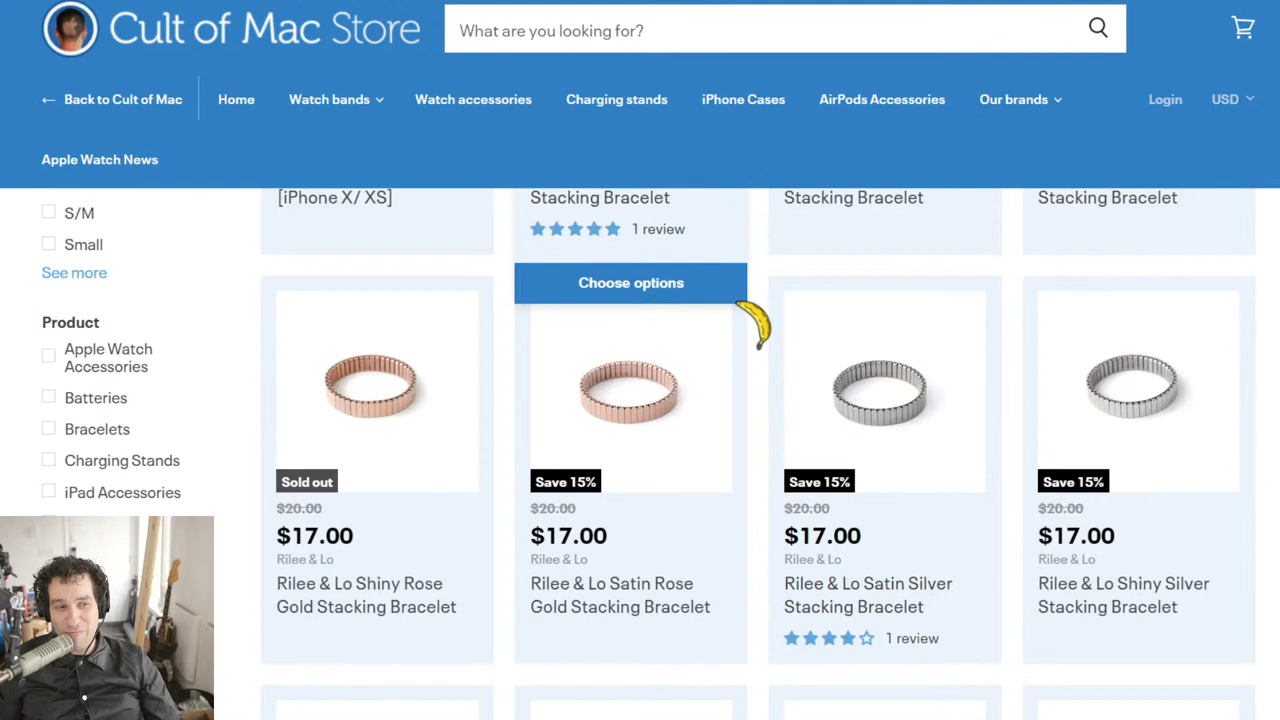 Cult of Mac Store
What are you looking for?
← Back to Cult of Mac
Home
Watch bands
Watch accessories
Charging stands
iPhone Cases
AirPods Accessories
Our brands
Login
USD
Apple Watch News
S/M
Small
See more
Product
Apple Watch
Accessories
Batteries
Bracelets
Charging Stands
iPad Accessories
[iPhone X/ XS]
Stacking Bracelet
1 review
Choose options
Stacking Bracelet
Stacking Bracelet
Sold out
$20.00
$17.00
Rilee & Lo
Rilee & Lo Shiny Rose
Gold Stacking Bracelet
Save 15%
$20.00
$17.00
Rilee & Lo
Rilee & Lo Satin Rose
Gold Stacking Bracelet
Save 15%
$20.00
$17.00
Rilee & Lo
Rilee & Lo Satin Silver
Stacking Bracelet
1 review
Save 15%
$20.00
$17.00
Rilee & Lo
Rilee & Lo Shiny Silver
Stacking Bracelet